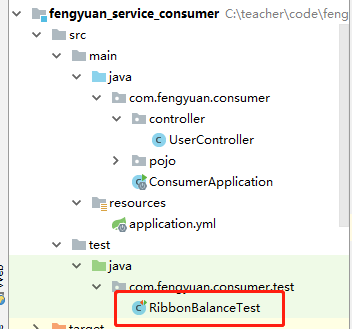 fengyuan_service_consumer C:\teacher\code\feng
src
main
java
com.fengyuan.consumer
controller
UserController
pojo
ConsumerApplication
resources
application.yml
test
java
com.fengyuan.consumer.test
RibbonBalanceTest
target
Web